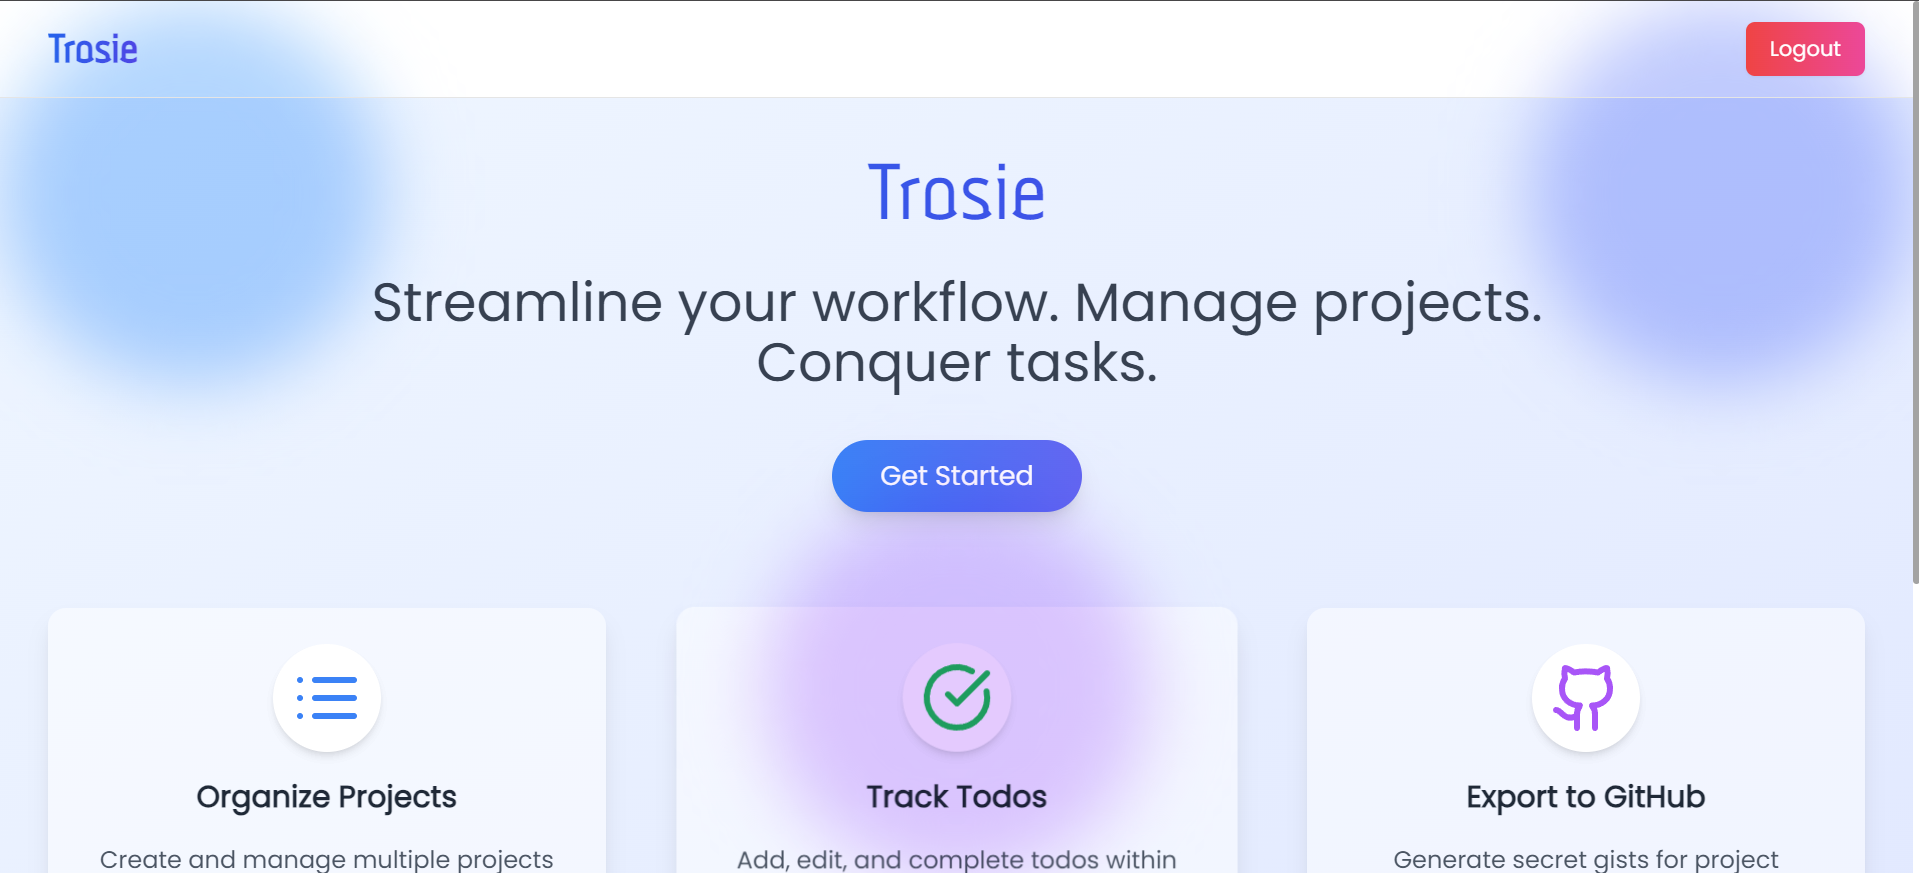 Trosie
Logout
Trosie
Streamline your workflow. Manage projects.
Conquer tasks.
Get Started
Organize Projects
Create and manage multiple projects
Track Todos
Add, edit, and complete todos within
Export to GitHub
Generate secret gists for project